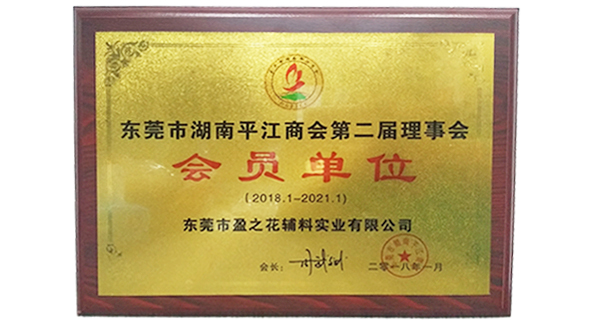 东莞市湖南平江商会第二届理事会
会员单位
(2018.1-2021.1)
东莞市盈之花辅料实业有限公司
会长：
二零一八年一月